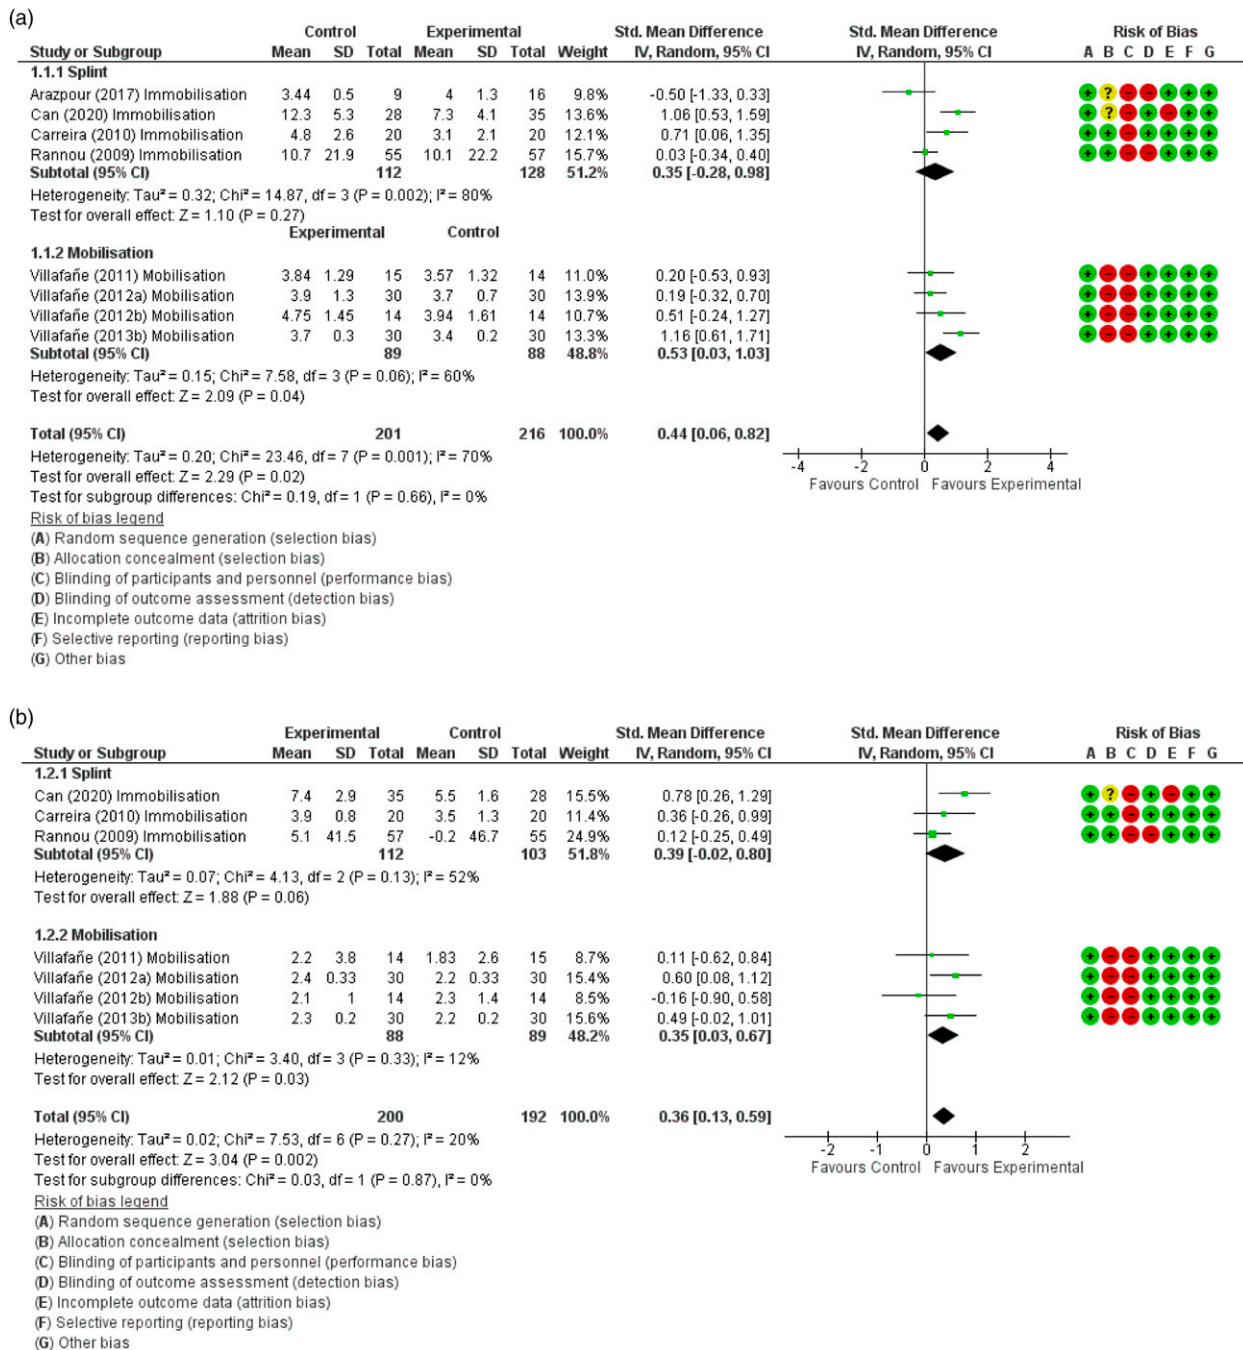 (a)
Control Experimental Std. Mean Difference Std. Mean Difference Risk of Bias
Study or Subgroup Mean SD Total Mean SD Total Weight IV, Random, 95% CI IV, Random, 95% CI A B C D E F G
1.1.1 Splint
Arazpour (2017) Immobilisation 3.44 0.5 9 4 1.3 16 9.8% -0.50 [-1.33, 0.33] + ? - - + + +
Can (2020) Immobilisation 12.3 5.3 28 7.3 4.1 35 13.6% 1.06 [0.53, 1.59] + ? - + - + +
Carreira (2010) Immobilisation 4.8 2.6 20 3.1 2.1 20 12.1% 0.71 [0.06, 1.35] + + - + + + +
Rannou (2009) Immobilisation 10.7 21.9 55 10.1 22.2 57 15.7% 0.03 [-0.34, 0.40] + + - - + + +
Subtotal (95% CI) 112 128 51.2% 0.35 [-0.28, 0.98]
Heterogeneity: Tau² = 0.32; Chi² = 14.87, df = 3 (P = 0.002); I² = 80%
Test for overall effect: Z = 1.10 (P = 0.27)
Experimental Control
1.1.2 Mobilisation
Villafañe (2011) Mobilisation 3.84 1.29 15 3.57 1.32 14 11.0% 0.20 [-0.53, 0.93] + - - + + + +
Villafañe (2012a) Mobilisation 3.9 1.3 30 3.7 0.7 30 13.9% 0.19 [-0.32, 0.70] + - - + + + +
Villafañe (2012b) Mobilisation 4.75 1.45 14 3.94 1.61 14 10.7% 0.51 [-0.24, 1.27] + - - + + + +
Villafañe (2013b) Mobilisation 3.7 0.3 30 3.4 0.2 30 13.3% 1.16 [0.61, 1.71] + - - + + + +
Subtotal (95% CI) 89 88 48.8% 0.53 [0.03, 1.03]
Heterogeneity: Tau² = 0.15; Chi² = 7.58, df = 3 (P = 0.06); I² = 60%
Test for overall effect: Z = 2.09 (P = 0.04)
Total (95% CI) 201 216 100.0% 0.44 [0.06, 0.82]
Heterogeneity: Tau² = 0.20; Chi² = 23.46, df = 7 (P = 0.001); I² = 70%
-4 -2 0 2 4
Test for overall effect: Z = 2.29 (P = 0.02)
Favours Control Favours Experimental
Test for subgroup differences: Chi² = 0.19, df = 1 (P = 0.66), I² = 0%
Risk of bias legend
(A) Random sequence generation (selection bias)
(B) Allocation concealment (selection bias)
(C) Blinding of participants and personnel (performance bias)
(D) Blinding of outcome assessment (detection bias)
(E) Incomplete outcome data (attrition bias)
(F) Selective reporting (reporting bias)
(G) Other bias
(b)
Experimental Control Std. Mean Difference Std. Mean Difference Risk of Bias
Study or Subgroup Mean SD Total Mean SD Total Weight IV, Random, 95% CI IV, Random, 95% CI A B C D E F G
1.2.1 Splint
Can (2020) Immobilisation 7.4 2.9 35 5.5 1.6 28 15.5% 0.78 [0.26, 1.29] + ? - + - + +
Carreira (2010) Immobilisation 3.9 0.8 20 3.5 1.3 20 11.4% 0.36 [-0.26, 0.99] + + - + + + +
Rannou (2009) Immobilisation 5.1 41.5 57 -0.2 46.7 55 24.9% 0.12 [-0.25, 0.49] + + - - + + +
Subtotal (95% CI) 112 103 51.8% 0.39 [-0.02, 0.80]
Heterogeneity: Tau² = 0.07; Chi² = 4.13, df = 2 (P = 0.13); I² = 52%
Test for overall effect: Z = 1.88 (P = 0.06)
1.2.2 Mobilisation
Villafañe (2011) Mobilisation 2.2 3.8 14 1.83 2.6 15 8.7% 0.11 [-0.62, 0.84] + - - + + + +
Villafañe (2012a) Mobilisation 2.4 0.33 30 2.2 0.33 30 15.4% 0.60 [0.08, 1.12] + - - + + + +
Villafañe (2012b) Mobilisation 2.1 1 14 2.3 1.4 14 8.5% -0.16 [-0.90, 0.58] + - - + + + +
Villafañe (2013b) Mobilisation 2.3 0.2 30 2.2 0.2 30 15.6% 0.49 [-0.02, 1.01] + - - + + + +
Subtotal (95% CI) 88 89 48.2% 0.35 [0.03, 0.67]
Heterogeneity: Tau² = 0.01; Chi² = 3.40, df = 3 (P = 0.33); I² = 12%
Test for overall effect: Z = 2.12 (P = 0.03)
Total (95% CI) 200 192 100.0% 0.36 [0.13, 0.59]
Heterogeneity: Tau² = 0.02; Chi² = 7.53, df = 6 (P = 0.27); I² = 20%
-2 -1 0 1 2
Test for overall effect: Z = 3.04 (P = 0.002)
Favours Control Favours Experimental
Test for subgroup differences: Chi² = 0.03, df = 1 (P = 0.87), I² = 0%
Risk of bias legend
(A) Random sequence generation (selection bias)
(B) Allocation concealment (selection bias)
(C) Blinding of participants and personnel (performance bias)
(D) Blinding of outcome assessment (detection bias)
(E) Incomplete outcome data (attrition bias)
(F) Selective reporting (reporting bias)
(G) Other bias